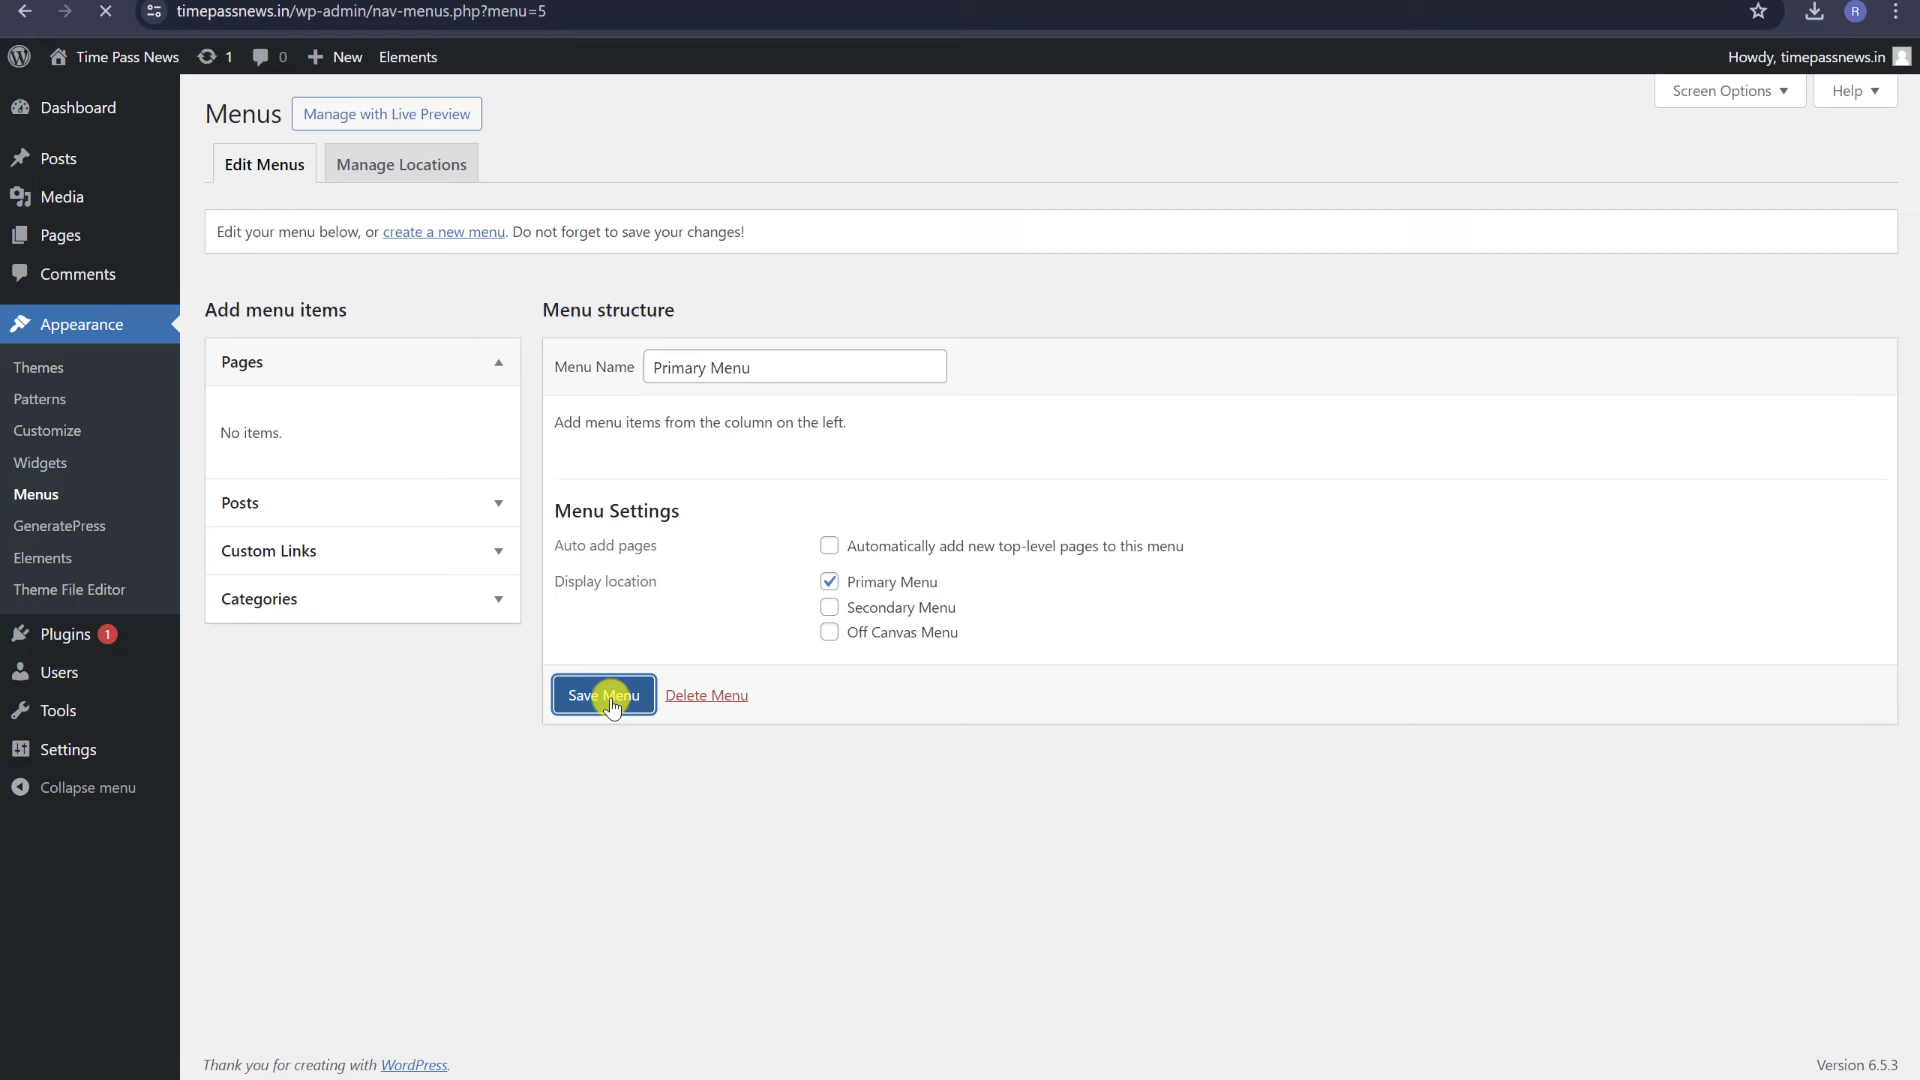 timepassnews.in/wp-admin/nav-menus.php?menu=5
R
Time Pass News 1 0 New Elements
Howdy, timepassnews.in
Dashboard
Posts
Media
Pages
Comments
Appearance
Themes
Patterns
Customize
Widgets
Menus
GeneratePress
Elements
Theme File Editor
Plugins 1
Users
Tools
Settings
Collapse menu
Screen Options
Help
Menus
Manage with Live Preview
Edit Menus
Manage Locations
Edit your menu below, or create a new menu. Do not forget to save your changes!
Add menu items
Pages
No items.
Posts
Custom Links
Categories
Menu structure
Menu Name Primary Menu
Add menu items from the column on the left.
Menu Settings
Auto add pages
Automatically add new top-level pages to this menu
Display location
Primary Menu
Secondary Menu
Off Canvas Menu
Save Menu
Delete Menu
Thank you for creating with WordPress.
Version 6.5.3